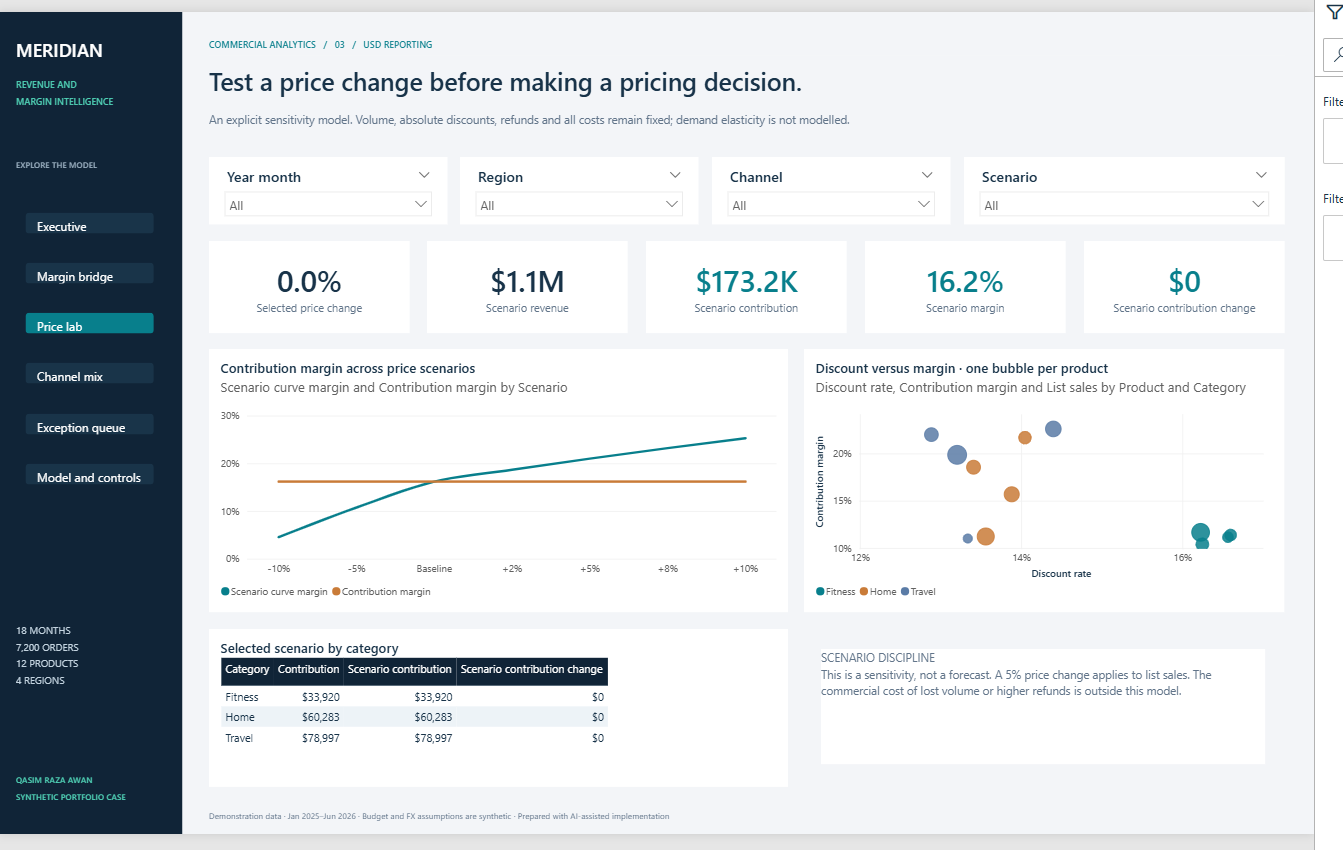 MERIDIAN
REVENUE AND
MARGIN INTELLIGENCE
EXPLORE THE MODEL
Executive
Margin bridge
Price lab
Channel mix
Exception queue
Model and controls
18 MONTHS
7,200 ORDERS
12 PRODUCTS
4 REGIONS
QASIM RAZA AWAN
SYNTHETIC PORTFOLIO CASE
COMMERCIAL ANALYTICS / 03 / USD REPORTING
Test a price change before making a pricing decision.
An explicit sensitivity model. Volume, absolute discounts, refunds and all costs remain fixed; demand elasticity is not modelled.
Year month
All
Region
All
Channel
All
Scenario
All
0.0%
Selected price change
$1.1M
Scenario revenue
$173.2K
Scenario contribution
16.2%
Scenario margin
$0
Scenario contribution change
Contribution margin across price scenarios
Scenario curve margin and Contribution margin by Scenario
30%
20%
10%
0%
-10% -5% Baseline +2% +5% +8% +10%
Scenario curve margin Contribution margin
Discount versus margin · one bubble per product
Discount rate, Contribution margin and List sales by Product and Category
Contribution margin
20%
15%
10%
12% 14% 16%
Discount rate
Fitness Home Travel
Selected scenario by category
Category Contribution Scenario contribution Scenario contribution change
Fitness $33,920 $33,920 $0
Home $60,283 $60,283 $0
Travel $78,997 $78,997 $0
SCENARIO DISCIPLINE
This is a sensitivity, not a forecast. A 5% price change applies to list sales. The
commercial cost of lost volume or higher refunds is outside this model.
Demonstration data · Jan 2025–Jun 2026 · Budget and FX assumptions are synthetic · Prepared with AI-assisted implementation